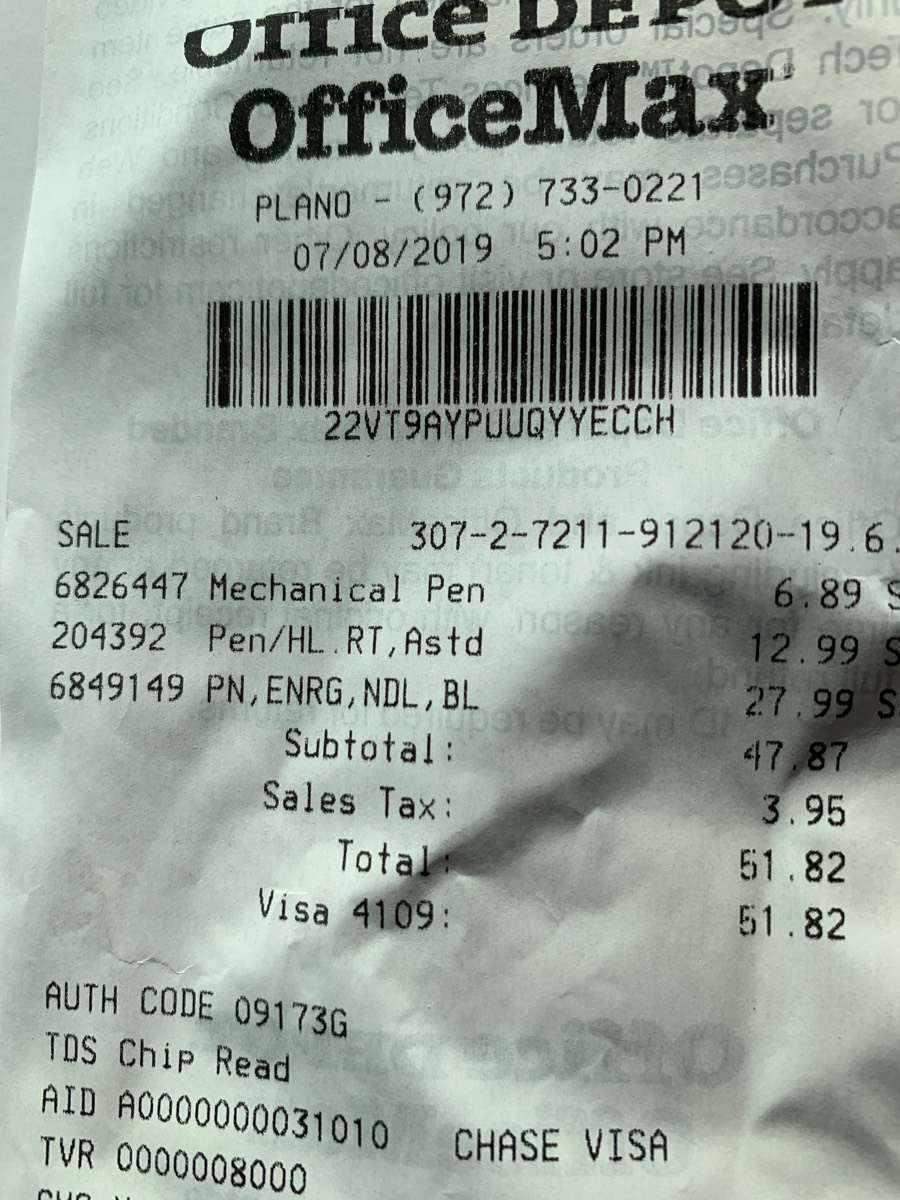 Office DEPOT
OfficeMax
PLANO - (972) 733-0221
07/08/2019 5:02 PM
22VT9AYPUUQYYECCH
SALE 307-2-7211-912120-19.6.
6826447 Mechanical Pen 6.89 S
204392 Pen/HL.RT,Astd 12.99 S
6849149 PN,ENRG,NDL,BL 27.99 S
Subtotal: 47.87
Sales Tax: 3.95
Total: 51.82
Visa 4109: 51.82
AUTH CODE 09173G
TDS Chip Read
AID A0000000031010 CHASE VISA
TVR 0000008000